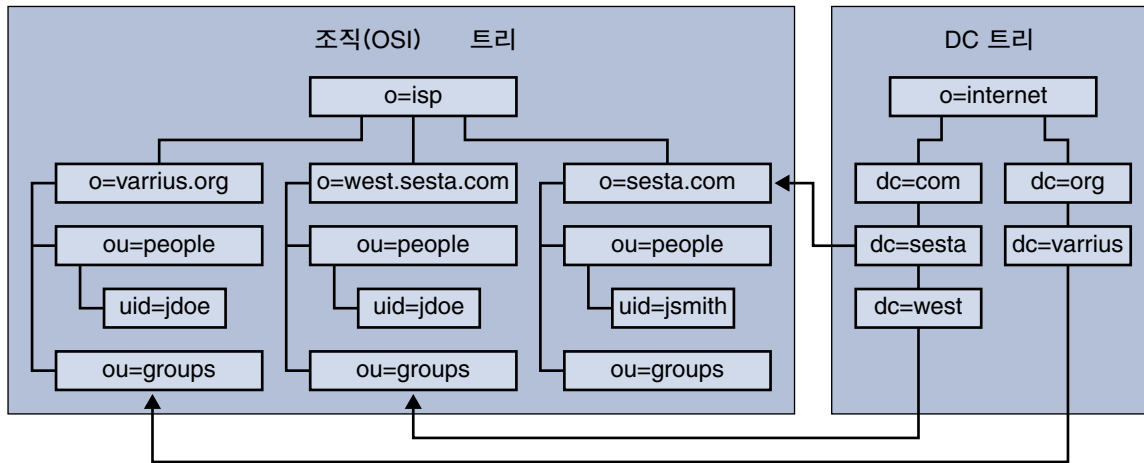 조직(OSI) 트리
o=isp
o=varrius.org
o=west.sesta.com
o=sesta.com
ou=people
ou=people
ou=people
uid=jdoe
uid=jdoe
uid=jsmith
ou=groups
ou=groups
ou=groups
DC 트리
o=internet
dc=com
dc=org
dc=sesta
dc=varrius
dc=west